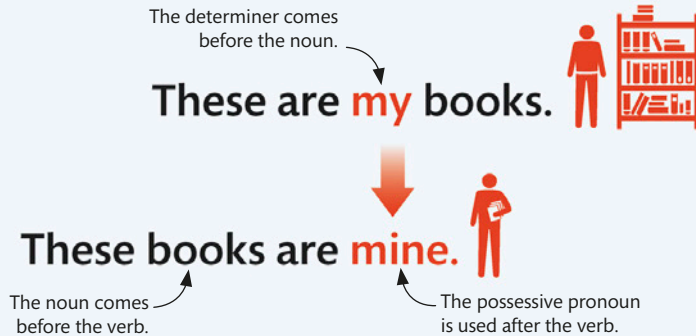 The determiner comes
before the noun.
These are my books.
These books are mine.
The noun comes
before the verb.
The possessive pronoun
is used after the verb.